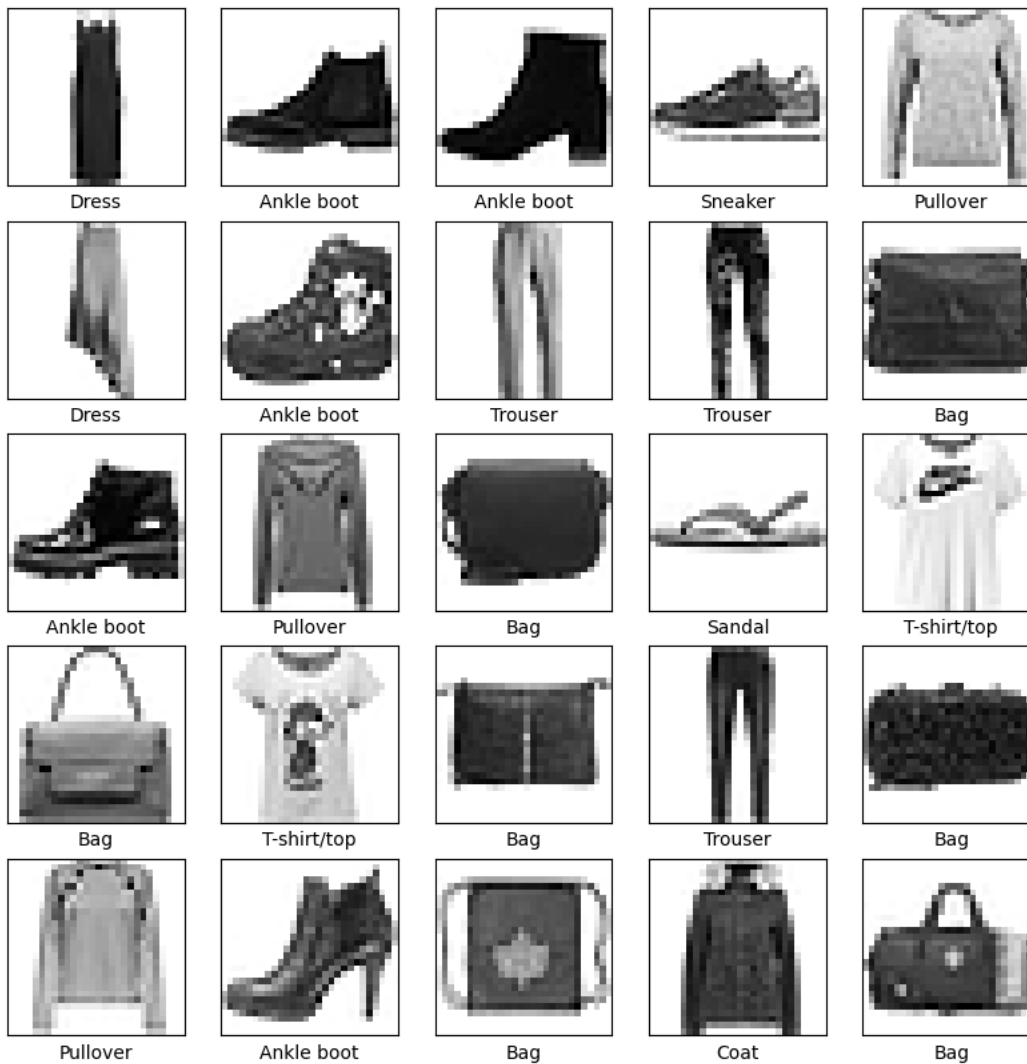 Dress Ankle boot Ankle boot Sneaker Pullover
Dress Ankle boot Trouser Trouser Bag
Ankle boot Pullover Bag Sandal T-shirt/top
Bag T-shirt/top Bag Trouser Bag
Pullover Ankle boot Bag Coat Bag